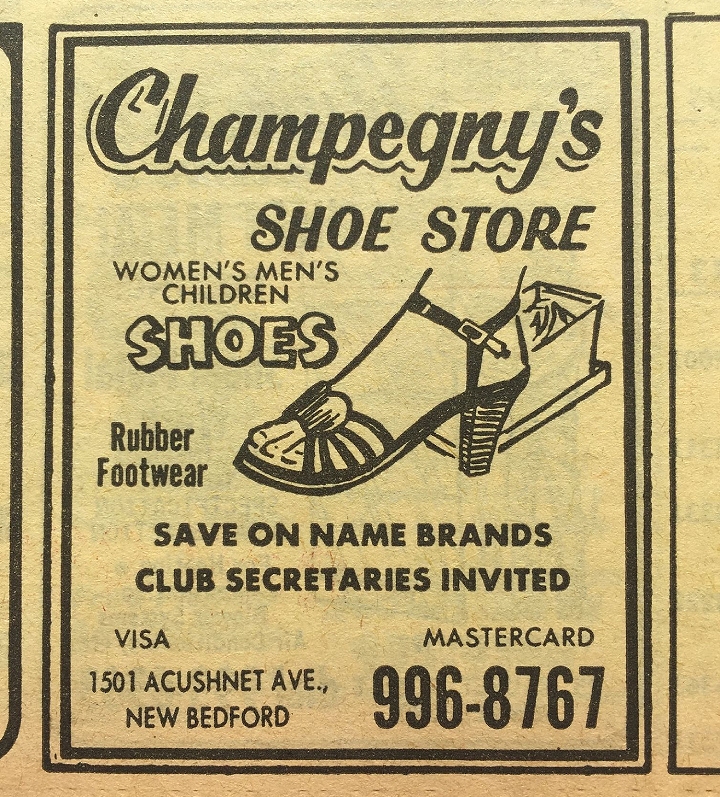 Champegny's
SHOE STORE
WOMEN'S MEN'S
CHILDREN
SHOES
Rubber
Footwear
SAVE ON NAME BRANDS
CLUB SECRETARIES INVITED
VISA MASTERCARD
1501 ACUSHNET AVE.,
NEW BEDFORD
996-8767